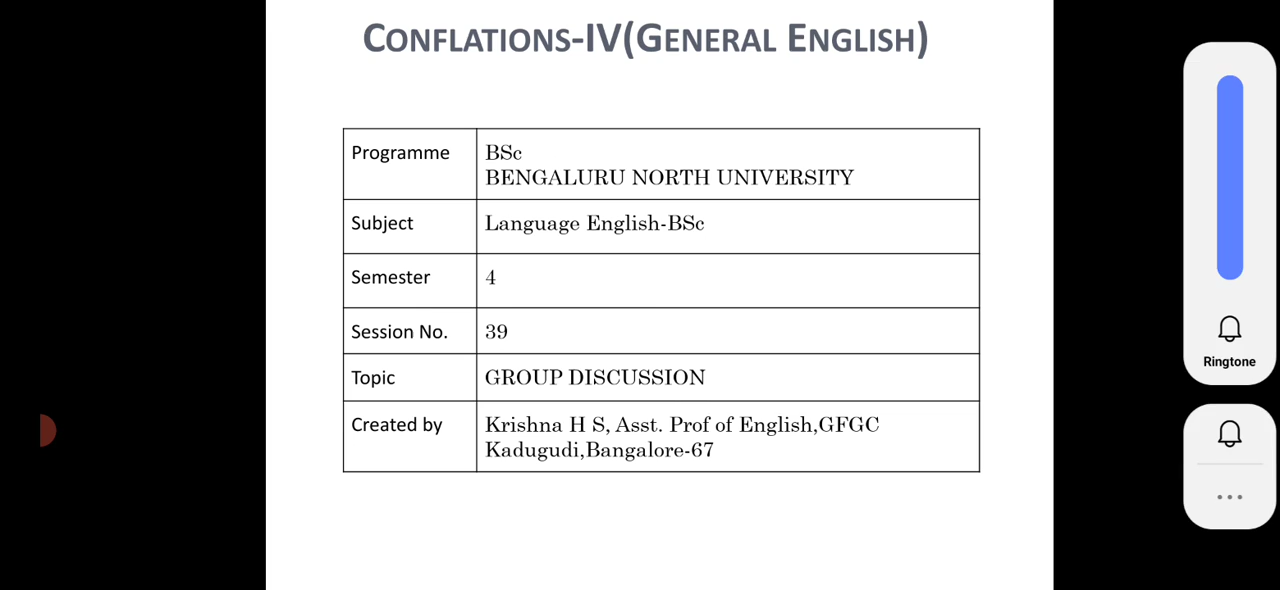 CONFLATIONS-IV(GENERAL ENGLISH)
Programme
BSc
BENGALURU NORTH UNIVERSITY
Subject
Language English-BSc
Semester
4
Session No.
39
Topic
GROUP DISCUSSION
Created by
Krishna H S, Asst. Prof of English,GFGC
Kadugudi,Bangalore-67
Ringtone